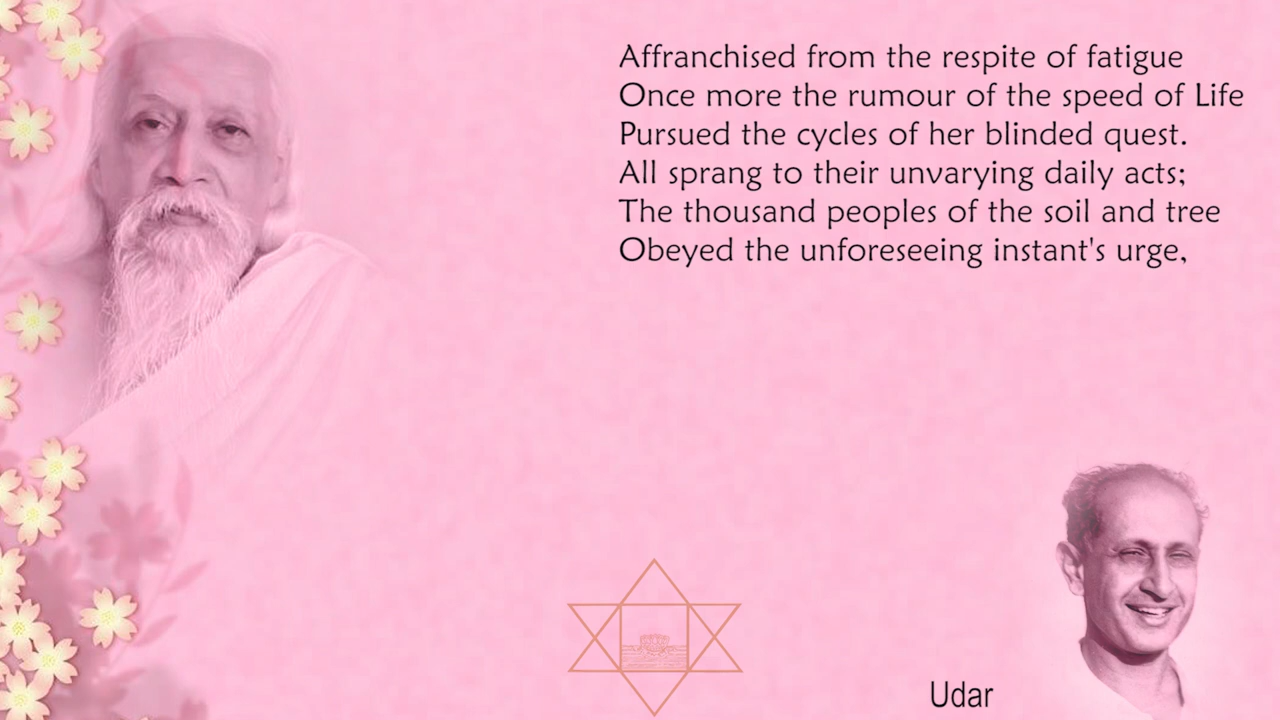 Affranchised from the respite of fatigue
Once more the rumour of the speed of Life
Pursued the cycles of her blinded quest.
All sprang to their unvarying daily acts;
The thousand peoples of the soil and tree
Obeyed the unforeseeing instant's urge,
Udar